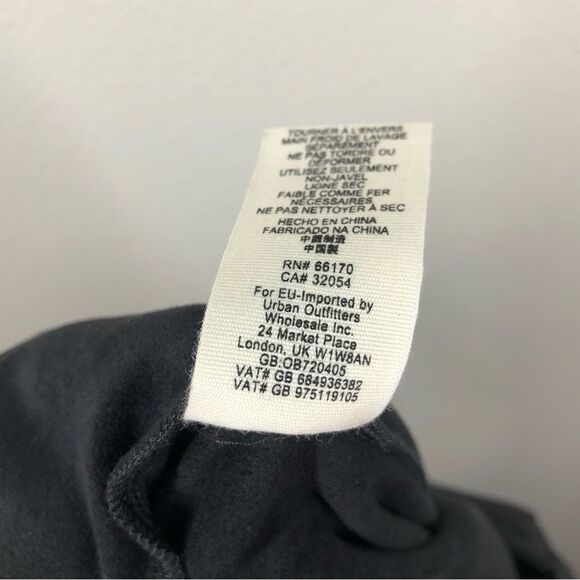 TOURNER À L'ENVERS
MAIN FROID DE LAVAGE
SÉPAREMENT
NE PAS TORDRE OU
DÉFORMER
UTILISEZ SEULEMENT
NON-JAVEL
LIGNE SEC
FAIBLE COMME FER
NÉCESSAIRES
NE PAS NETTOYER À SEC
HECHO EN CHINA
FABRICADO NA CHINA
中國制造
中国製
RN# 66170
CA# 32054
For EU-Imported by
Urban Outfitters
Wholesale Inc.
24 Market Place
London, UK W1W8AN
GB:OB720405
VAT# GB 684936382
VAT# GB 975119105